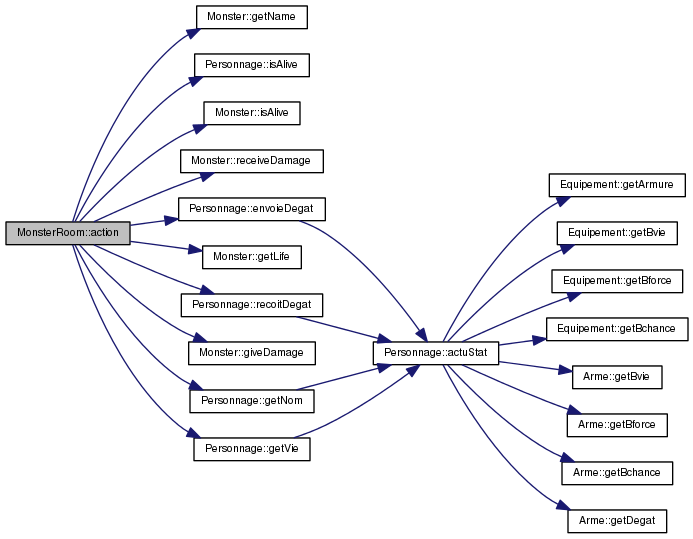 Monster::getName
Personnage::isAlive
Monster::isAlive
Monster::receiveDamage
Personnage::envoieDegat
MonsterRoom::action
Monster::getLife
Personnage::recoitDegat
Monster::giveDamage
Personnage::getNom
Personnage::getVie
Personnage::actuStat
Equipement::getArmure
Equipement::getBvie
Equipement::getBforce
Equipement::getBchance
Arme::getBvie
Arme::getBforce
Arme::getBchance
Arme::getDegat